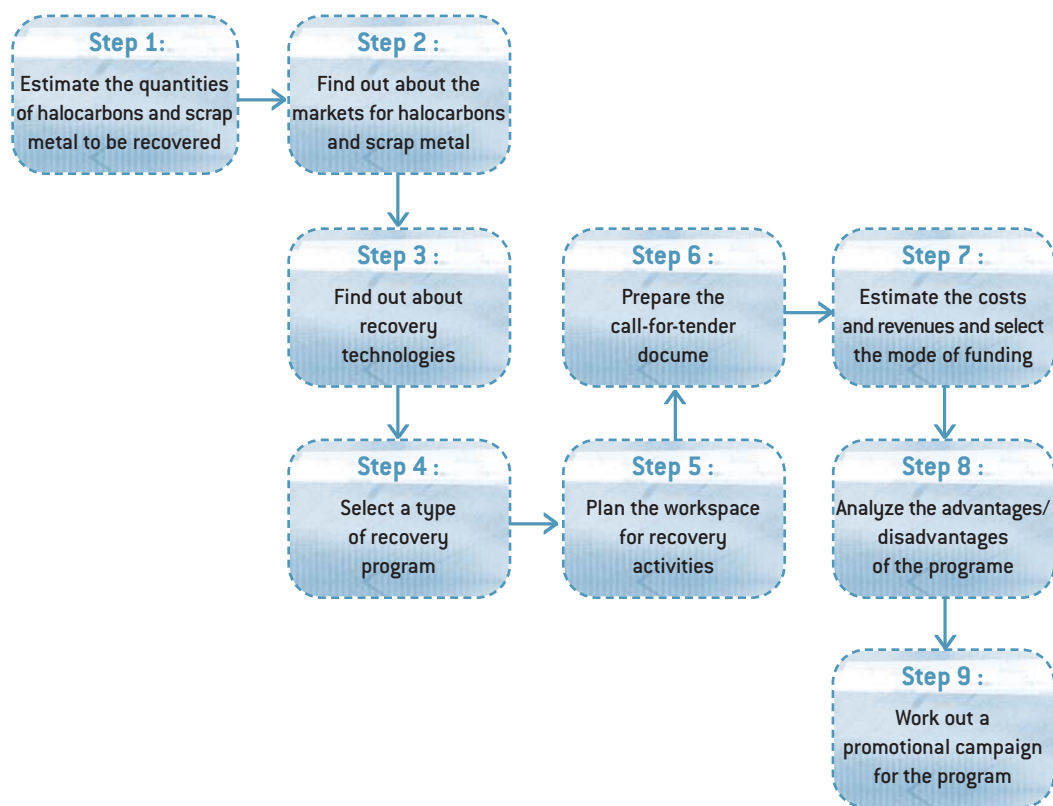 Step 1:
Estimate the quantities
of halocarbons and scrap
metal to be recovered
Step 2 :
Find out about the
markets for halocarbons
and scrap metal
Step 3 :
Find out about
recovery
technologies
Step 4 :
Select a type
of recovery
program
Step 5 :
Plan the workspace
for recovery
activities
Step 6 :
Prepare the
call-for-tender
docume
Step 7 :
Estimate the costs
and revenues and select
the mode of funding
Step 8 :
Analyze the advantages/
disadvantages
of the programe
Step 9 :
Work out a
promotional campaign
for the program